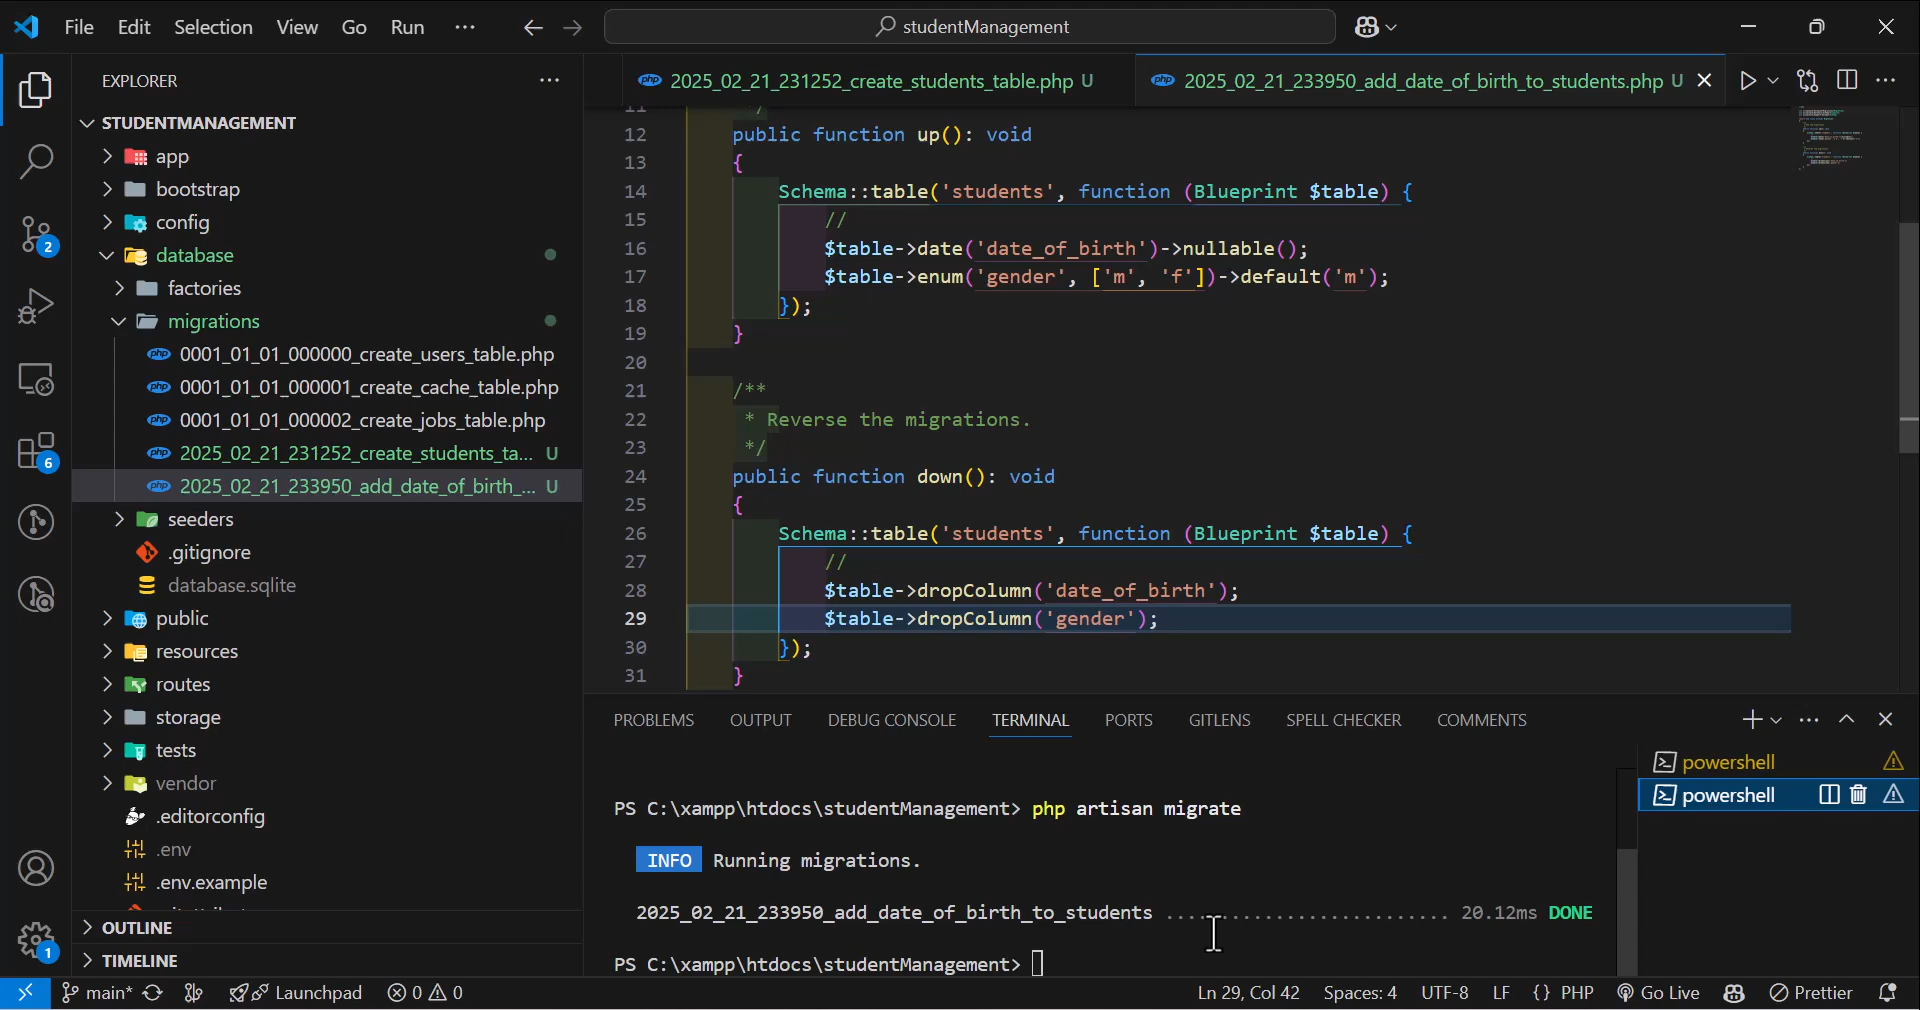 File Edit Selection View Go Run ··· studentManagement
EXPLORER
STUDENTMANAGEMENT
app
bootstrap
config
database
factories
migrations
0001_01_01_000000_create_users_table.php
0001_01_01_000001_create_cache_table.php
0001_01_01_000002_create_jobs_table.php
2025_02_21_231252_create_students_ta... U
2025_02_21_233950_add_date_of_birth_... U
seeders
.gitignore
database.sqlite
public
resources
routes
storage
tests
vendor
.editorconfig
.env
.env.example
OUTLINE
TIMELINE
2
6
1
php 2025_02_21_231252_create_students_table.php U
php 2025_02_21_233950_add_date_of_birth_to_students.php U
11 */
12 public function up(): void
13 {
14 Schema::table('students', function (Blueprint $table) {
15 //
16 $table->date('date_of_birth')->nullable();
17 $table->enum('gender', ['m', 'f'])->default('m');
18 });
19 }
20
21 /**
22 * Reverse the migrations.
23 */
24 public function down(): void
25 {
26 Schema::table('students', function (Blueprint $table) {
27 //
28 $table->dropColumn('date_of_birth');
29 $table->dropColumn('gender');
30 });
31 }
PROBLEMS OUTPUT DEBUG CONSOLE TERMINAL PORTS GITLENS SPELL CHECKER COMMENTS
PS C:\xampp\htdocs\studentManagement> php artisan migrate
INFO Running migrations.
2025_02_21_233950_add_date_of_birth_to_students ......................... 20.12ms DONE
PS C:\xampp\htdocs\studentManagement>
powershell
powershell
main* Launchpad 0 0 Ln 29, Col 42 Spaces: 4 UTF-8 LF {} PHP Go Live Prettier